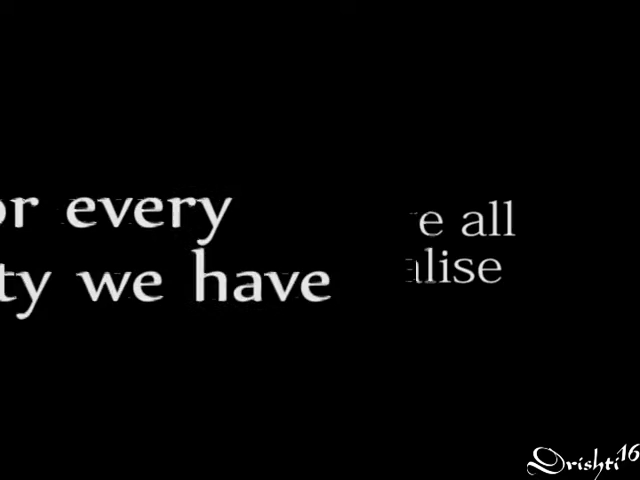 or every
ty we have
e all
alise
Drishti16